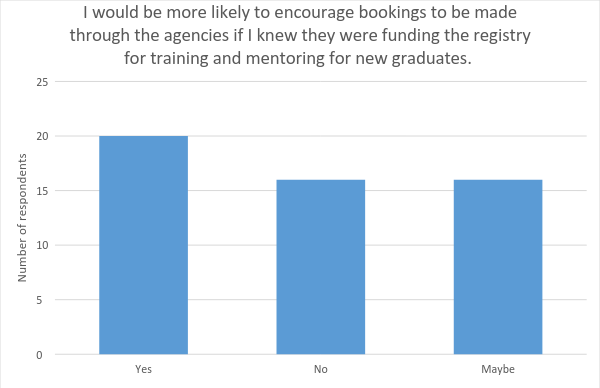 I would be more likely to encourage bookings to be made
through the agencies if I knew they were funding the registry
for training and mentoring for new graduates.
25
20
15
10
5
0
Number of respondents
Yes
No
Maybe